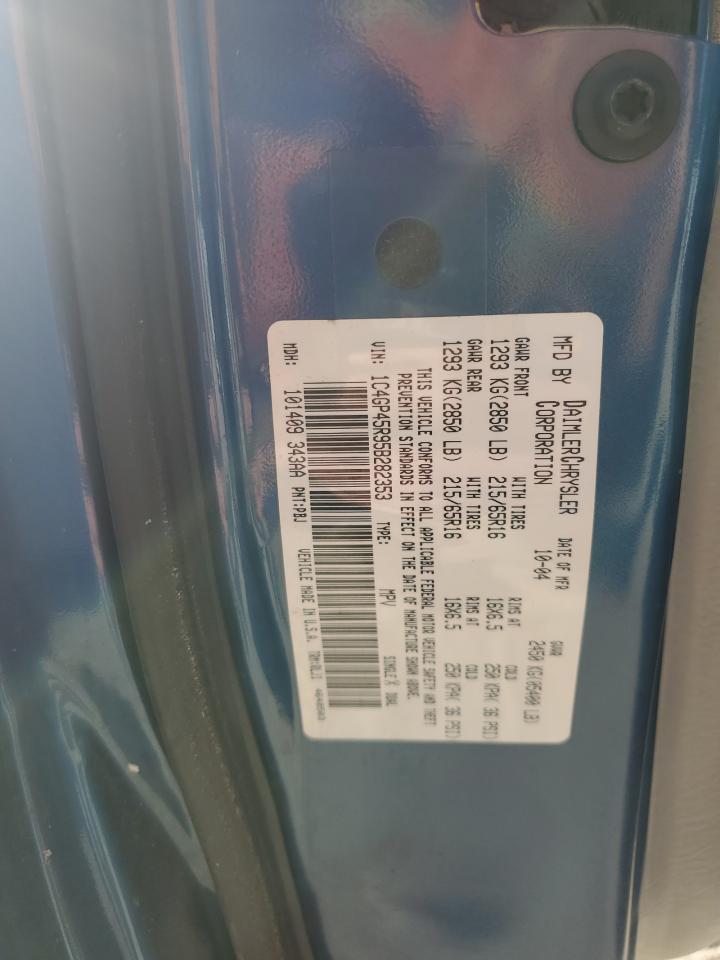 MFD BY DAIMLERCHRYSLER CORPORATION
DATE OF MFR 10-04
GVWR 2450 KG(05400 LB)
GAWR FRONT WITH TIRES RIMS AT COLD
1293 KG(2850 LB) 215/65R16 16X6.5 250 KPA( 36 PSI)
GAWR REAR WITH TIRES RIMS AT COLD
1293 KG(2850 LB) 215/65R16 16X6.5 250 KPA( 36 PSI)
THIS VEHICLE CONFORMS TO ALL APPLICABLE FEDERAL MOTOR VEHICLE SAFETY AND THEFT
PREVENTION STANDARDS IN EFFECT ON THE DATE OF MANUFACTURE SHOWN ABOVE.
VIN: 1C4GP45R95B282353 TYPE: MPV SINGLE X DUAL
MDH: 101409 343AA PNT:PBJ VEHICLE MADE IN U.S.A.